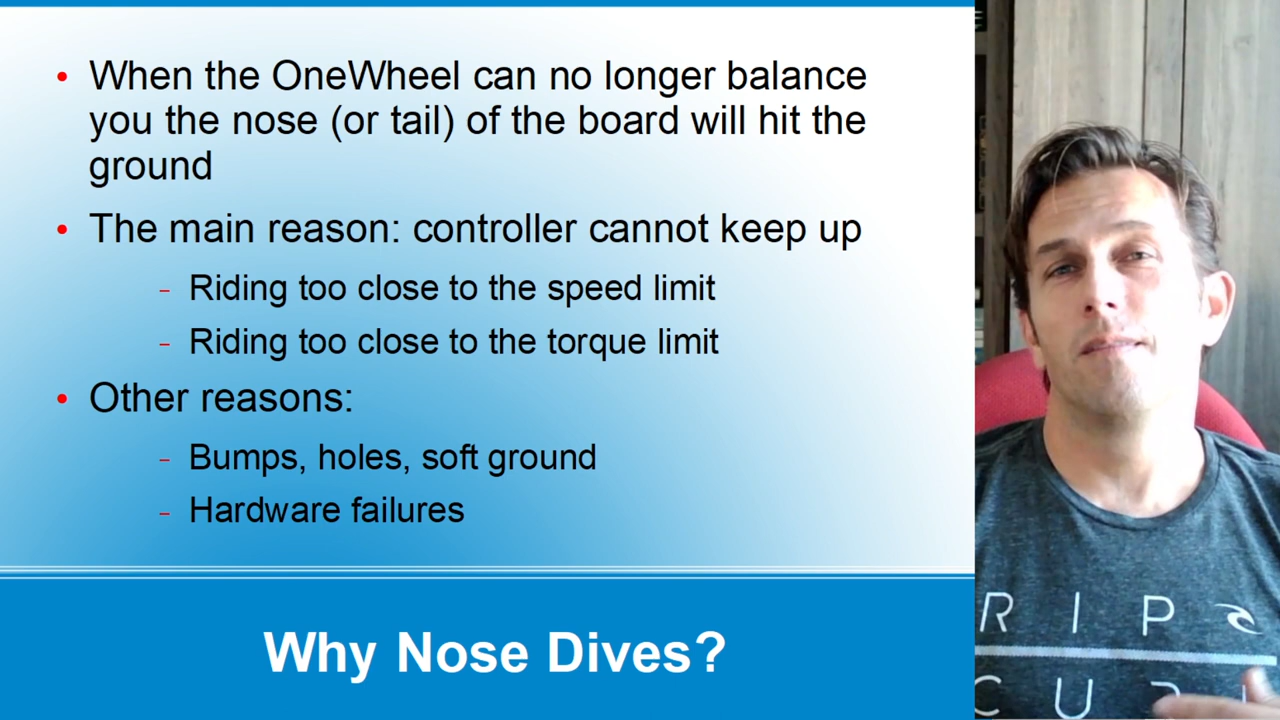 • When the OneWheel can no longer balance
you the nose (or tail) of the board will hit the
ground
• The main reason: controller cannot keep up
- Riding too close to the speed limit
- Riding too close to the torque limit
• Other reasons:
- Bumps, holes, soft ground
- Hardware failures
Why Nose Dives?
RIP